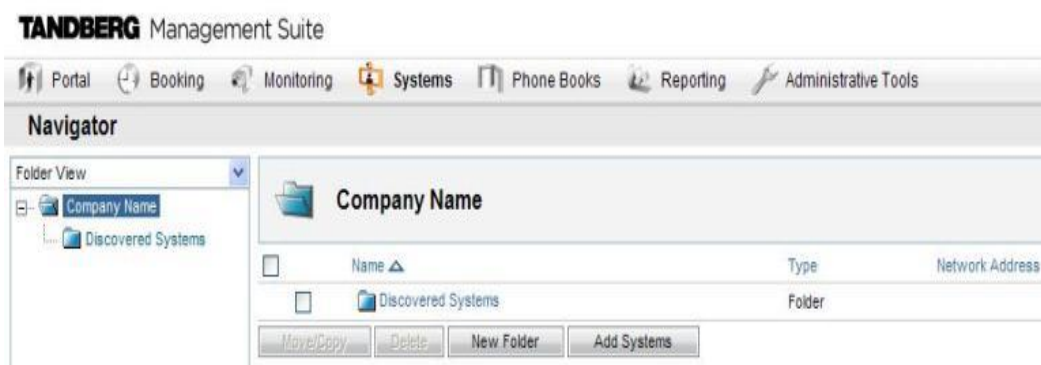 TANDBERG Management Suite
Portal Booking Monitoring Systems Phone Books Reporting Administrative Tools
Navigator
Folder View
Company Name
Discovered Systems
Company Name
Name Type Network Address
Discovered Systems Folder
Move/Copy Delete New Folder Add Systems